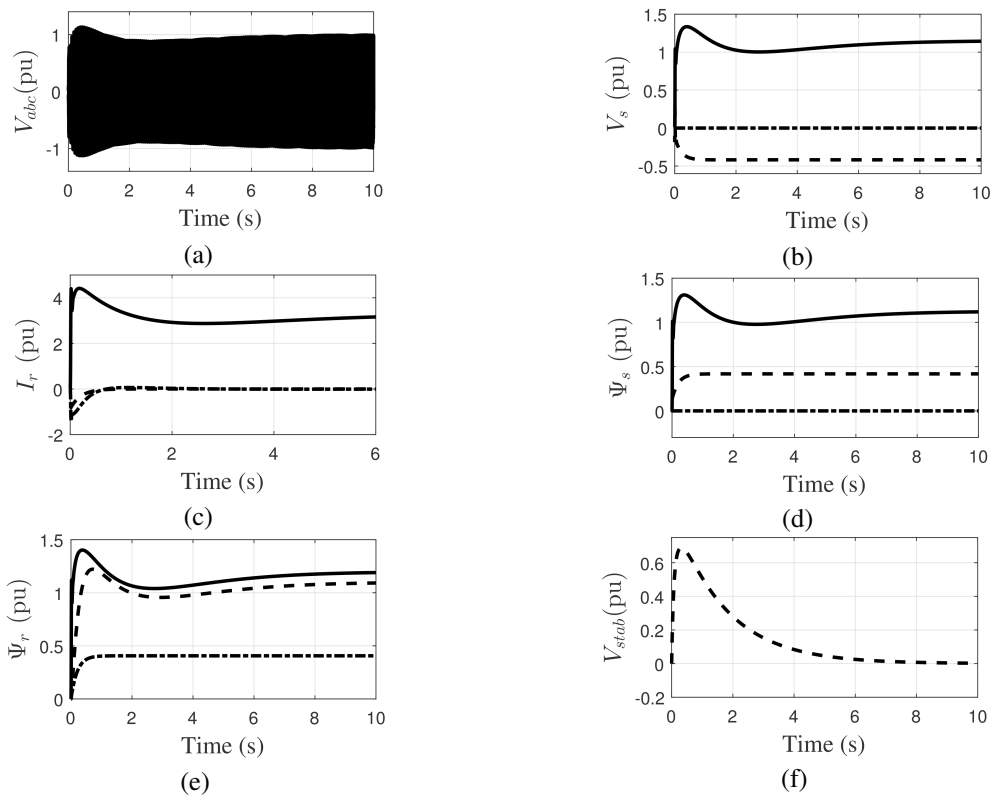 1
0
-1
V_abc(pu)
0 2 4 6 8 10
Time (s)
(a)
1.5
1
0.5
0
-0.5
V_s (pu)
0 2 4 6 8 10
Time (s)
(b)
4
2
0
-2
I_r (pu)
0 1 2 3 4 5 6
Time (s)
(c)
1.5
1
0.5
0
Ψ_s (pu)
0 2 4 6 8 10
Time (s)
(d)
1.5
1
0.5
0
Ψ_r (pu)
0 2 4 6 8 10
Time (s)
(e)
0.6
0.4
0.2
0
-0.2
V_stab(pu)
0 2 4 6 8 10
Time (s)
(f)